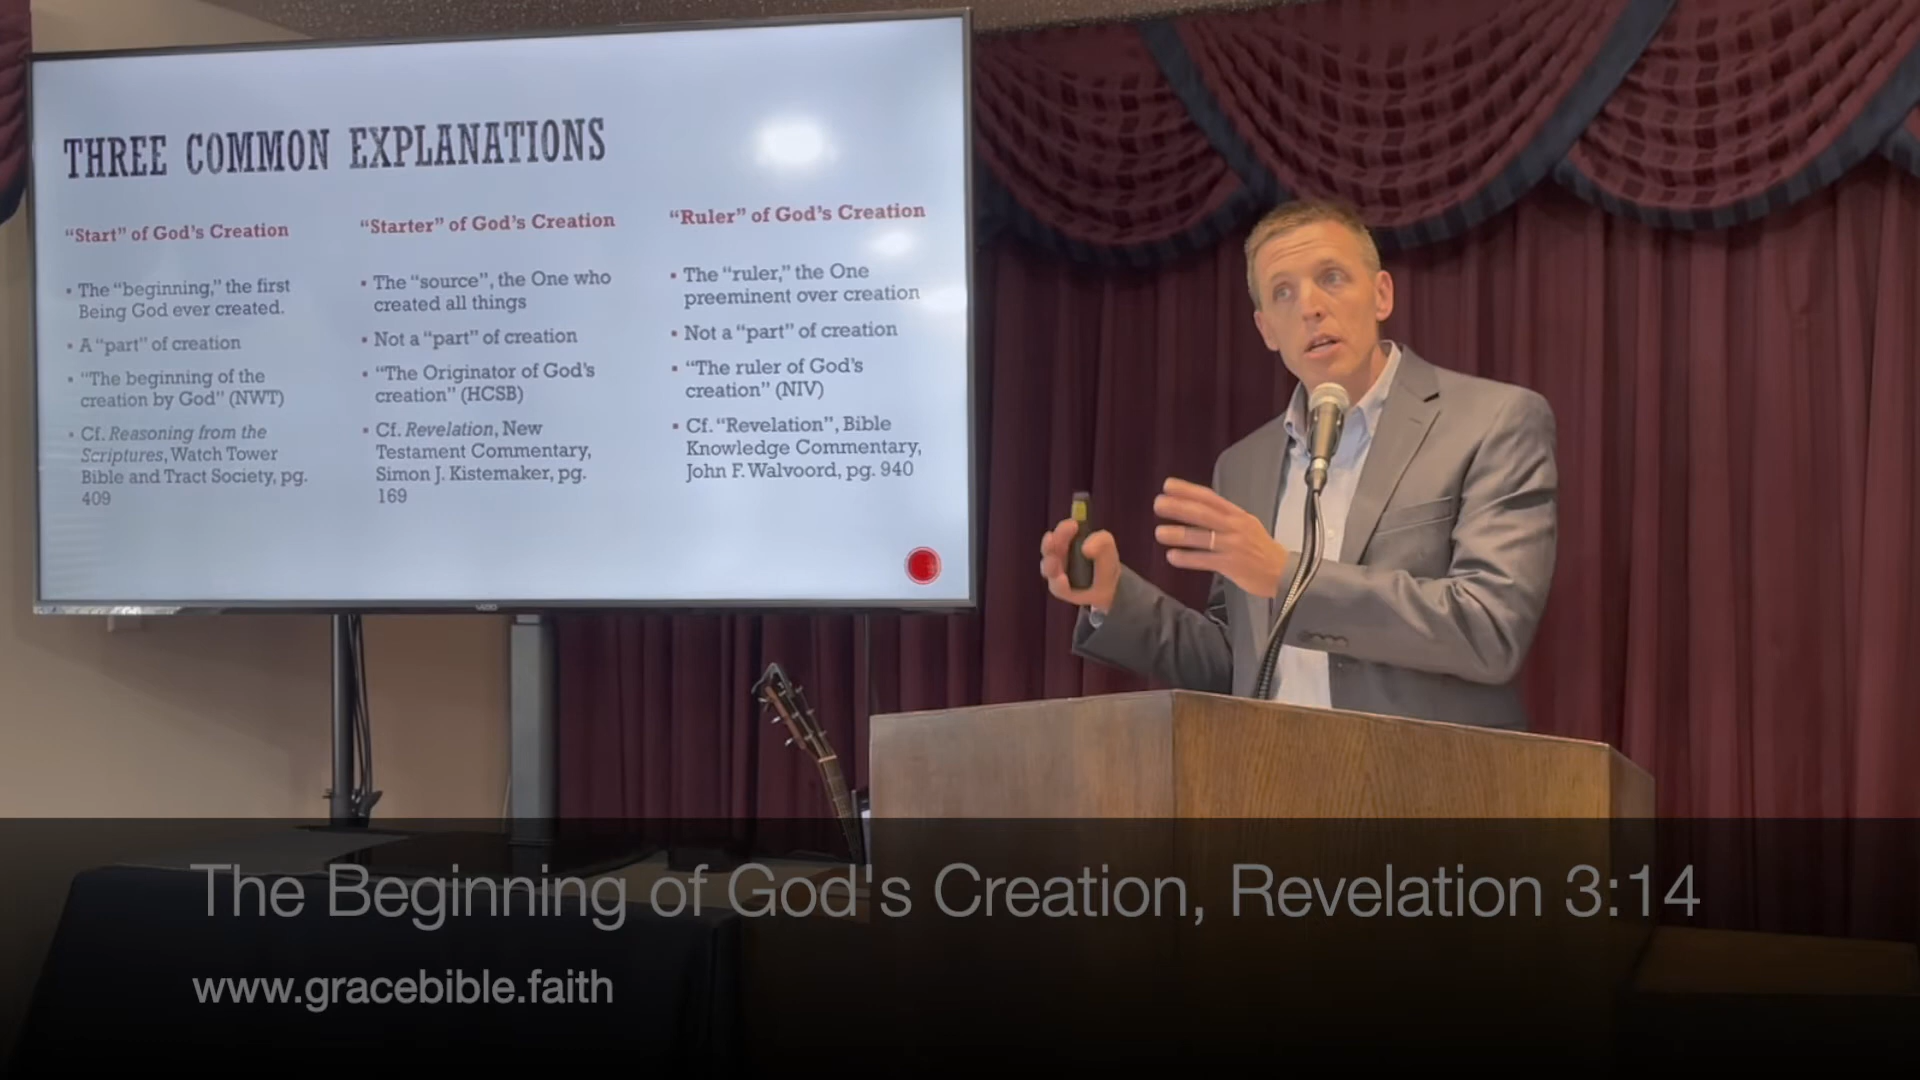 THREE COMMON EXPLANATIONS
“Start” of God’s Creation
▪ The “beginning,” the first
Being God ever created.
▪ A “part” of creation
▪ “The beginning of the
creation by God” (NWT)
▪ Cf. Reasoning from the
Scriptures, Watch Tower
Bible and Tract Society, pg.
409
“Starter” of God’s Creation
▪ The “source”, the One who
created all things
▪ Not a “part” of creation
▪ “The Originator of God’s
creation” (HCSB)
▪ Cf. Revelation, New
Testament Commentary,
Simon J. Kistemaker, pg.
169
“Ruler” of God’s Creation
▪ The “ruler,” the One
preeminent over creation
▪ Not a “part” of creation
▪ “The ruler of God’s
creation” (NIV)
▪ Cf. “Revelation”, Bible
Knowledge Commentary,
John F. Walvoord, pg. 940
VIZIO
The Beginning of God's Creation, Revelation 3:14
www.gracebible.faith